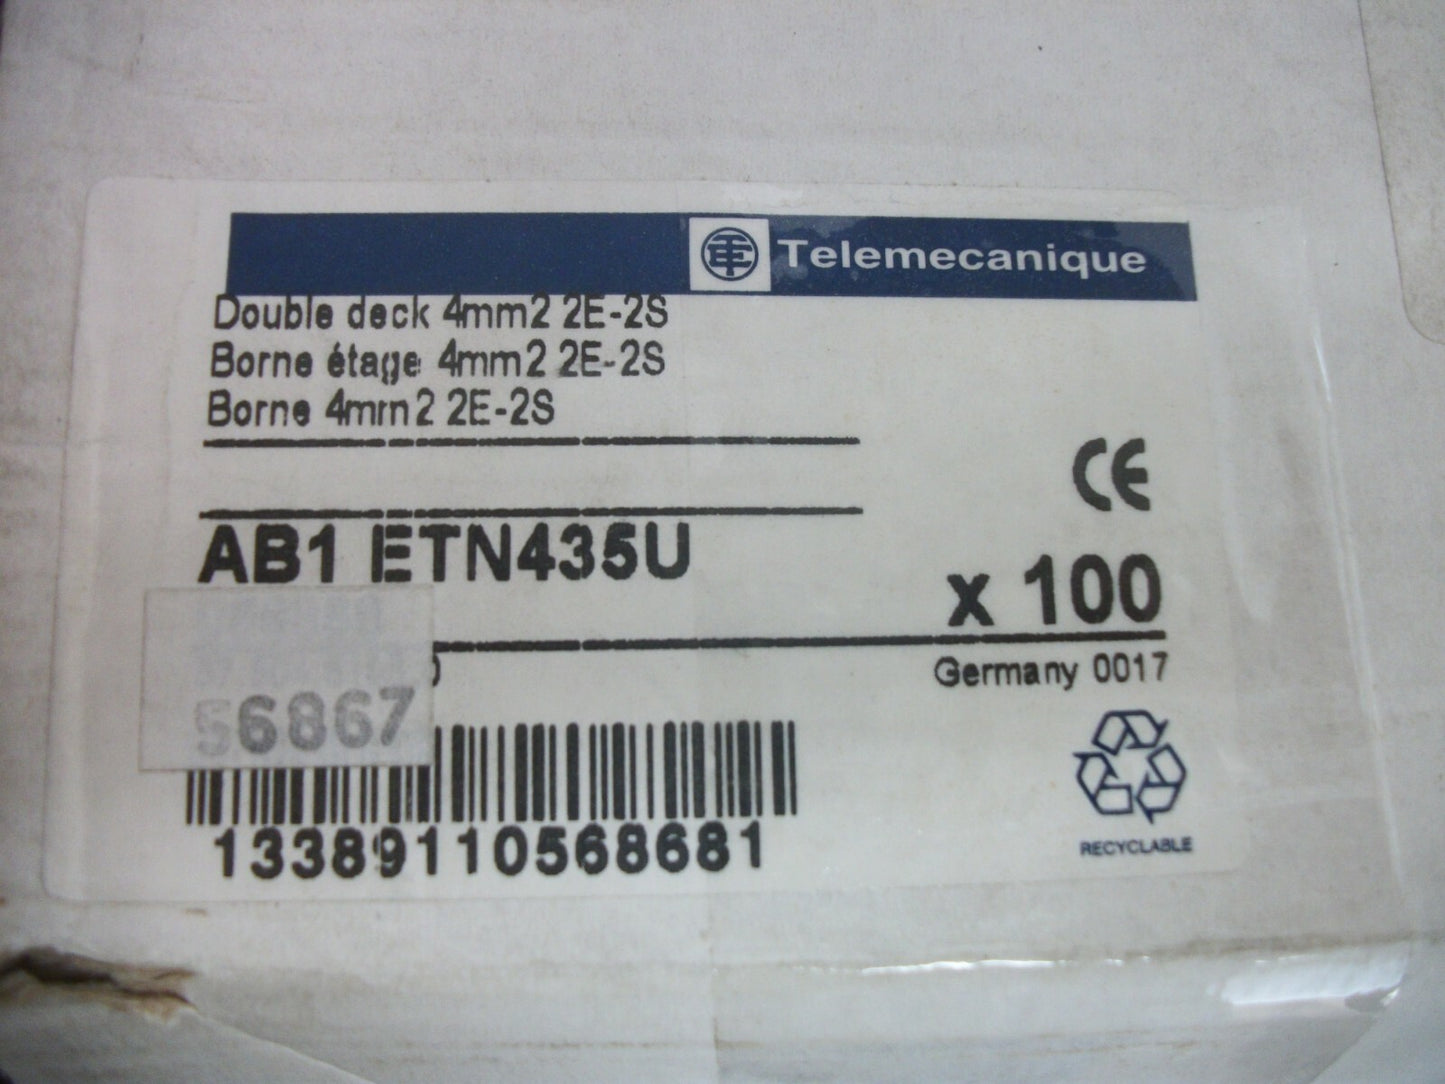 Telemecanique
Double deck 4mm2 2E-2S
Borne étage 4mm2 2E-2S
Borne 4mm2 2E-2S
CE
AB1 ETN435U
x 100
Germany 0017
56867
13389110568681
RECYCLABLE